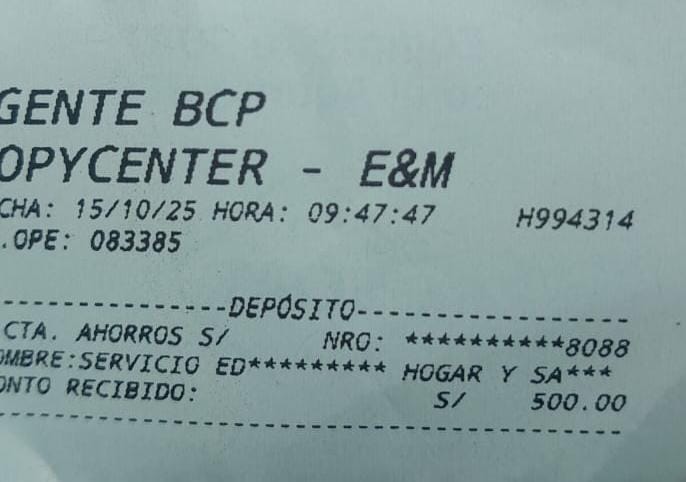 GENTE BCP
OPYCENTER - E&M
CHA: 15/10/25 HORA: 09:47:47 H994314
.OPE: 083385
---------------DEPÓSITO------------------
CTA. AHORROS S/ NRO: **********8088
OMBRE:SERVICIO ED********* HOGAR Y SA***
ONTO RECIBIDO: S/ 500.00
-----------------------------------------